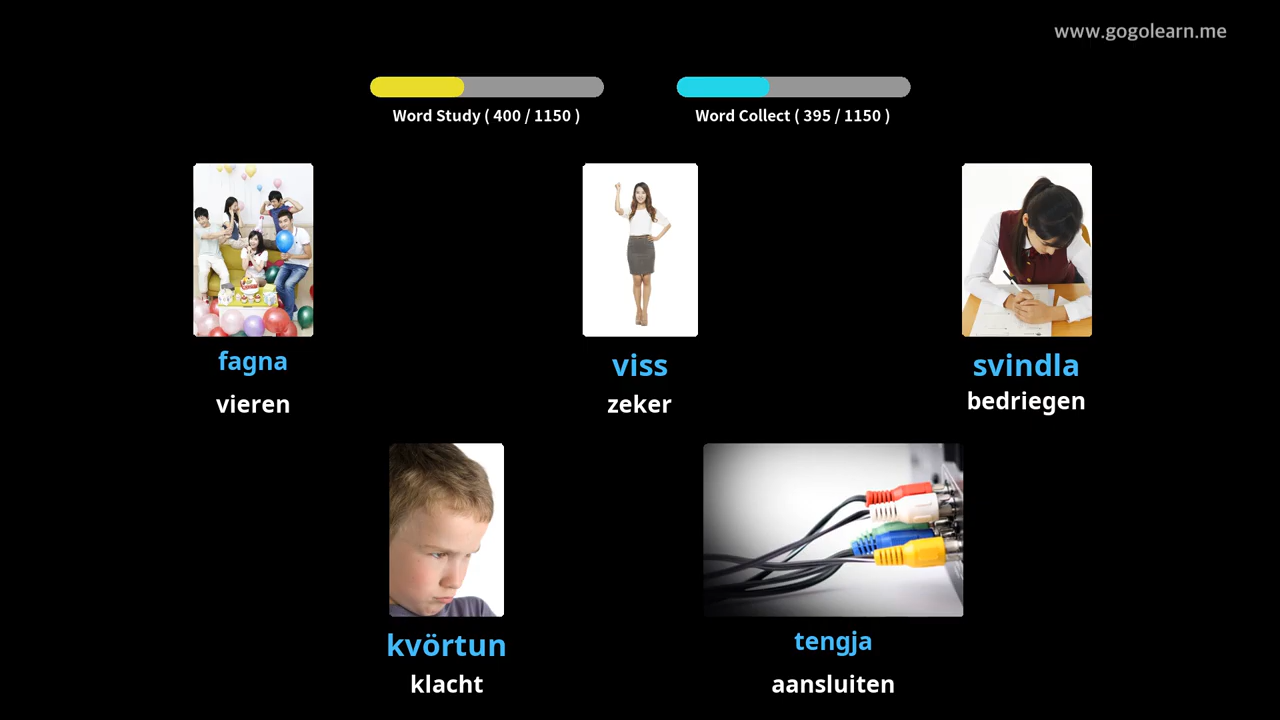 www.gogolearn.me
Word Study ( 400 / 1150 )
Word Collect ( 395 / 1150 )
fagna
vieren
viss
zeker
svindla
bedriegen
kvörtun
klacht
tengja
aansluiten